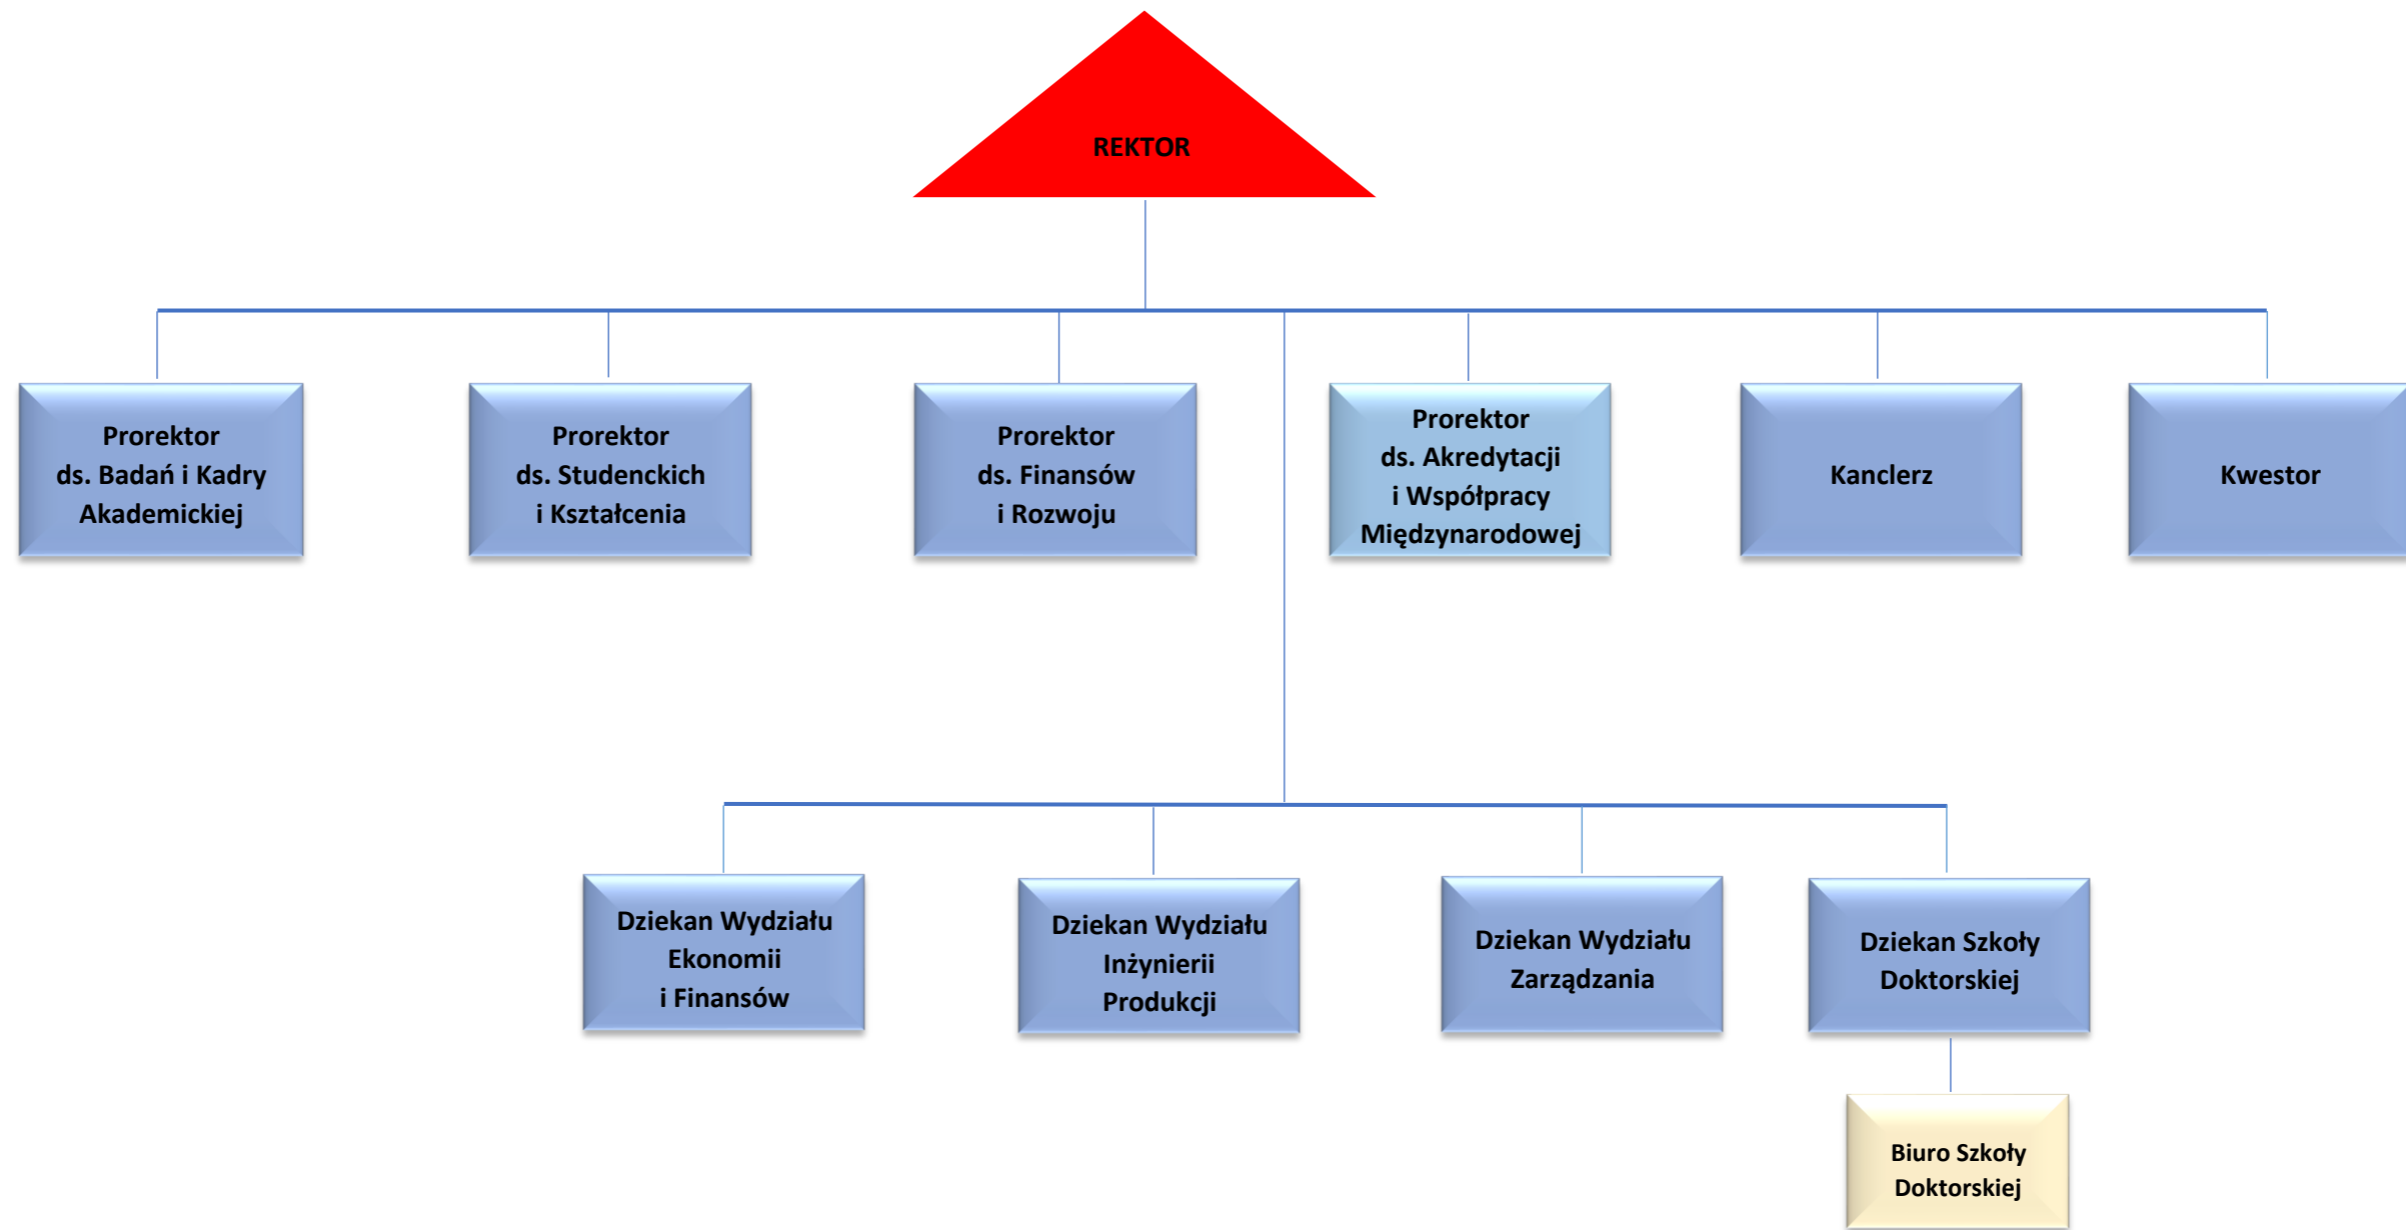 REKTOR
Prorektor
ds. Badań i Kadry
Akademickiej
Prorektor
ds. Studenckich
i Kształcenia
Prorektor
ds. Finansów
i Rozwoju
Prorektor
ds. Akredytacji
i Współpracy
Międzynarodowej
Kanclerz
Kwestor
Dziekan Wydziału
Ekonomii
i Finansów
Dziekan Wydziału
Inżynierii
Produkcji
Dziekan Wydziału
Zarządzania
Dziekan Szkoły
Doktorskiej
Biuro Szkoły
Doktorskiej